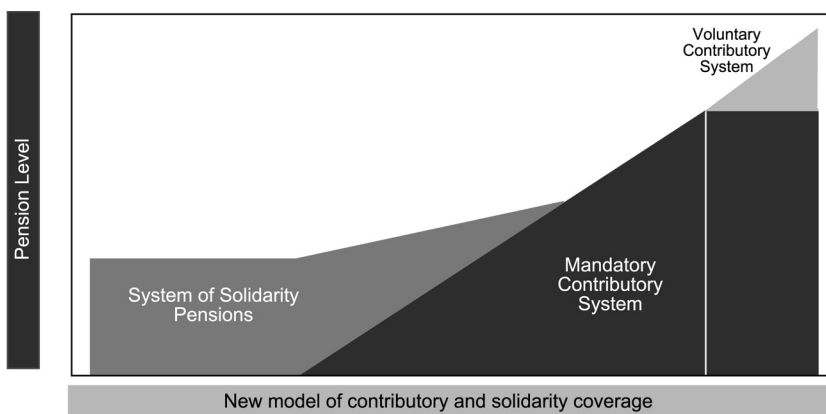 Voluntary
Contributory
System
Pension Level
System of Solidarity
Pensions
Mandatory
Contributory
System
New model of contributory and solidarity coverage